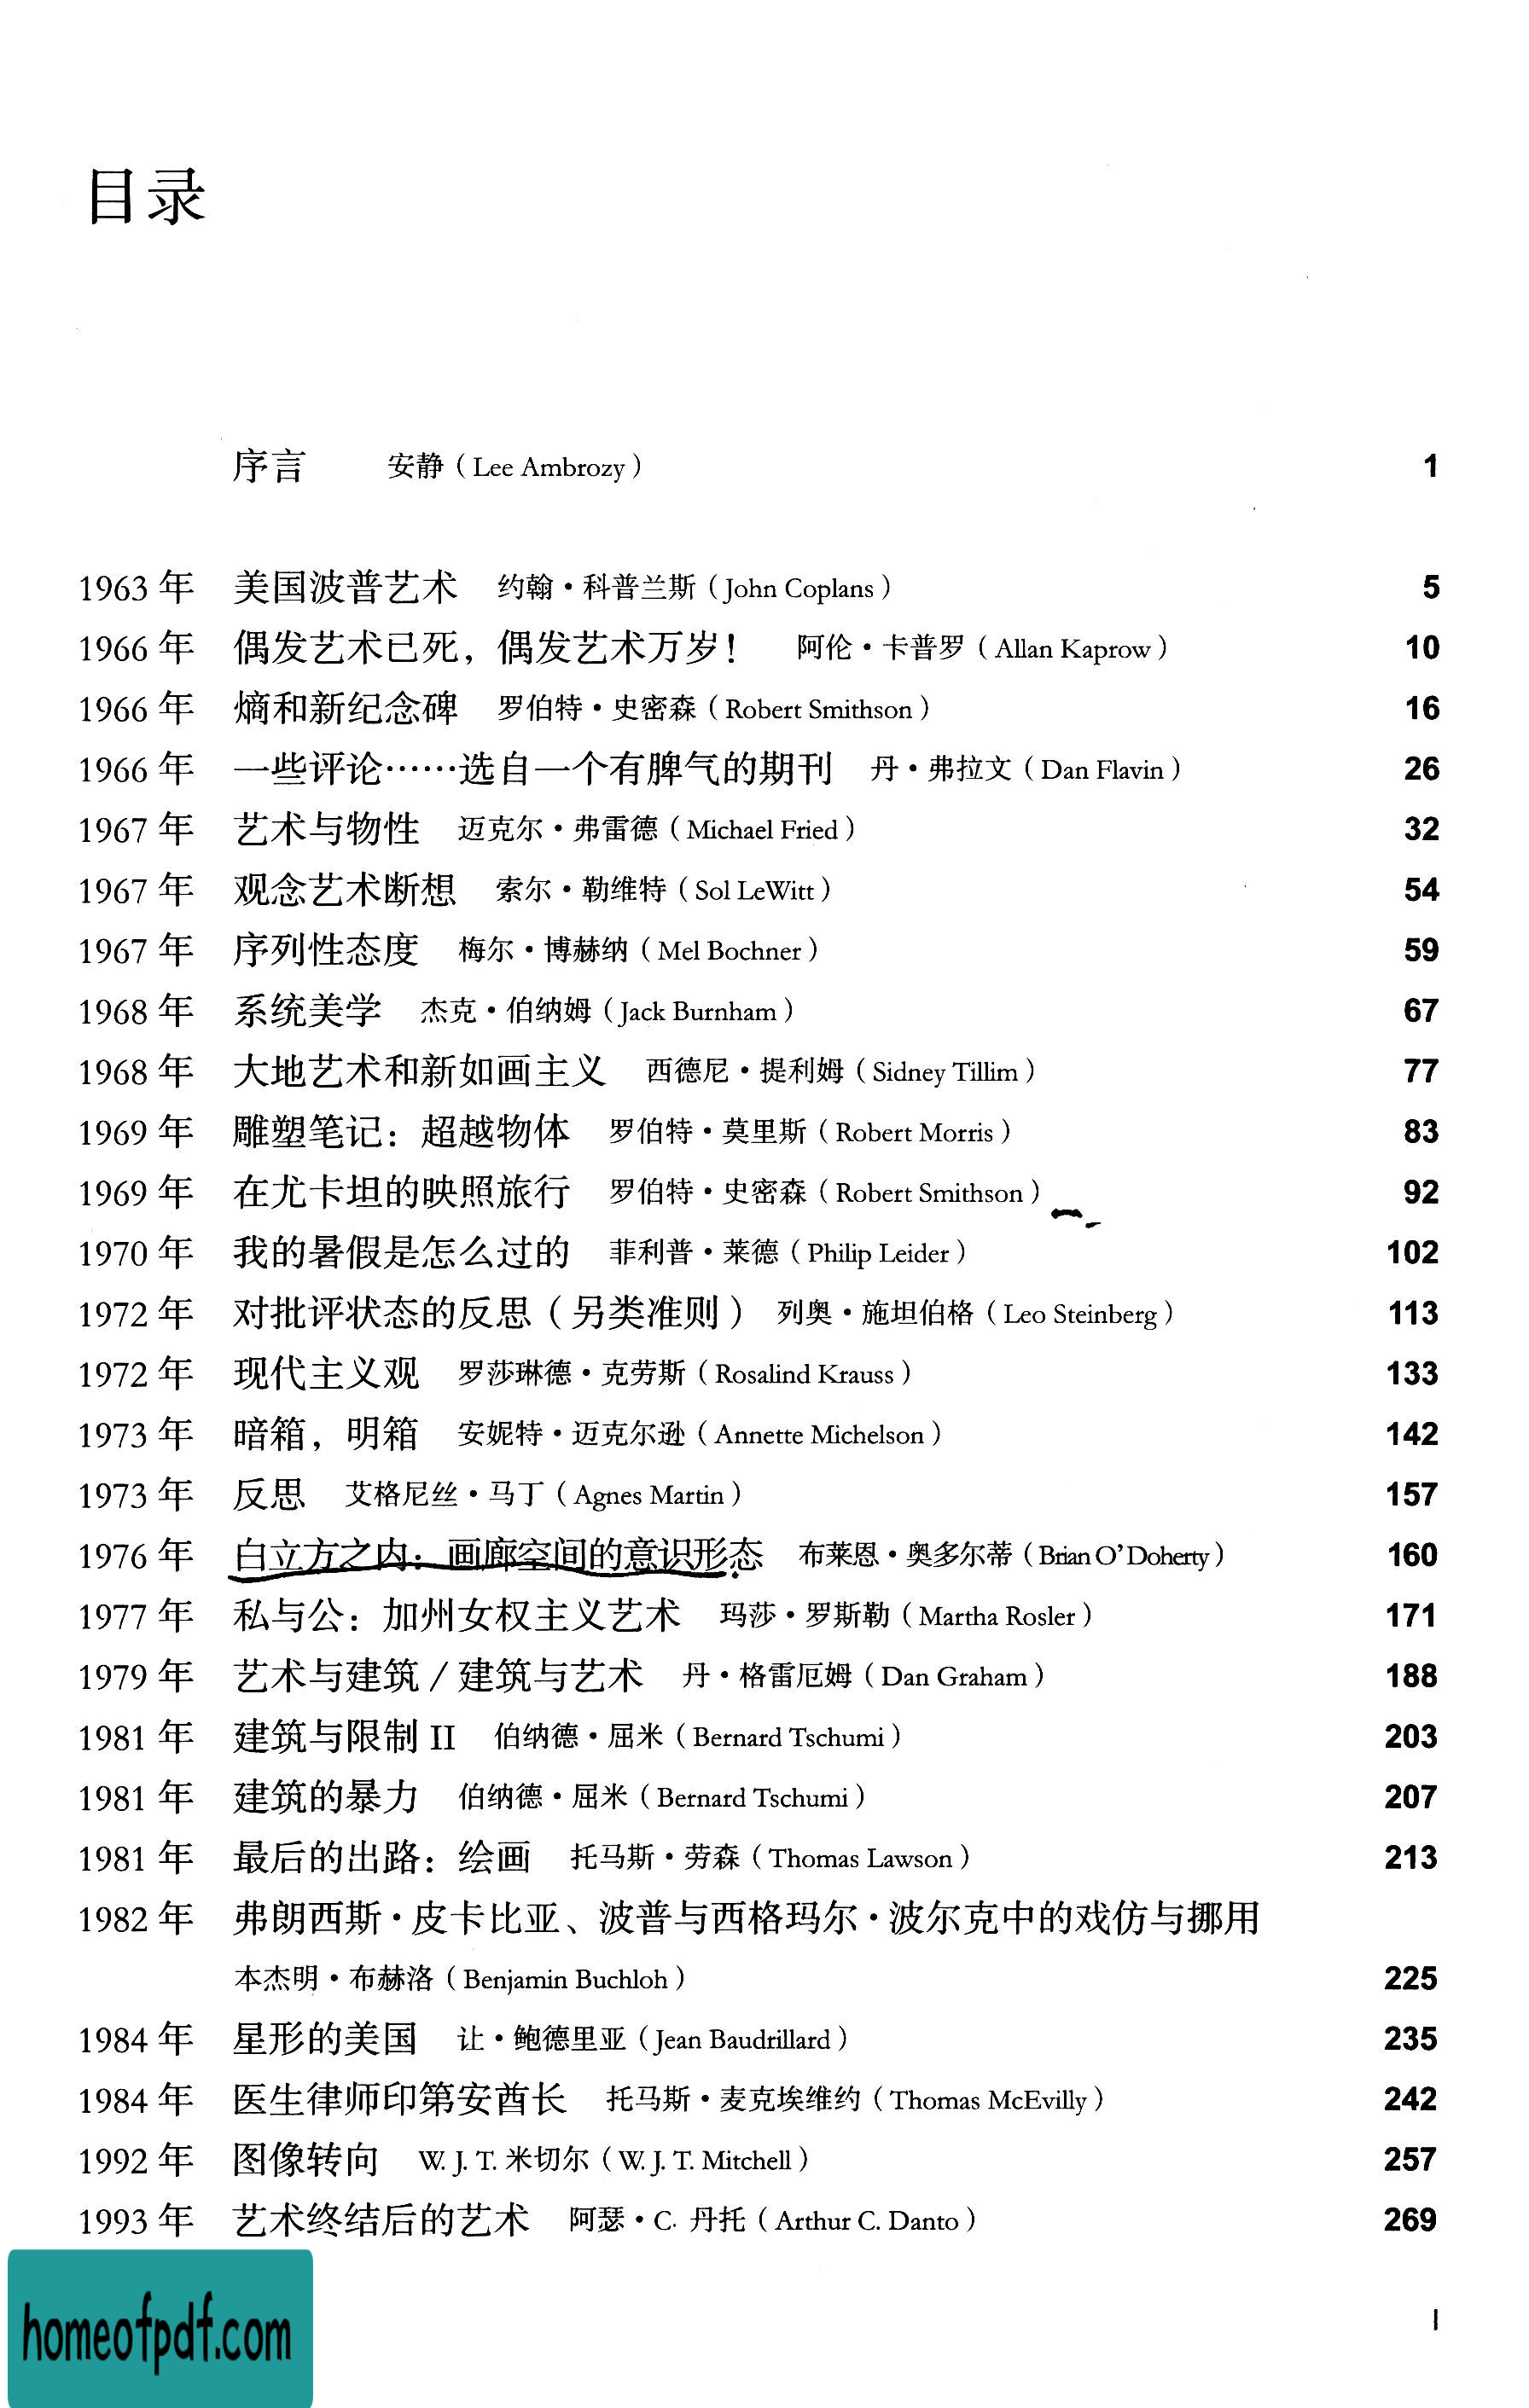 目录
序言 安静（Lee Ambrozy） 1
1963 年 美国波普艺术 约翰·科普兰斯（John Coplans） 5
1966 年 偶发艺术已死，偶发艺术万岁！ 阿伦·卡普罗（Allan Kaprow） 10
1966 年 熵和新纪念碑 罗伯特·史密森（Robert Smithson） 16
1966 年 一些评论……选自一个有脾气的期刊 丹·弗拉文（Dan Flavin） 26
1967 年 艺术与物性 迈克尔·弗雷德（Michael Fried） 32
1967 年 观念艺术断想 索尔·勒维特（Sol LeWitt） 54
1967 年 序列性态度 梅尔·博赫纳（Mel Bochner） 59
1968 年 系统美学 杰克·伯纳姆（Jack Burnham） 67
1968 年 大地艺术和新如画主义 西德尼·提利姆（Sidney Tillim） 77
1969 年 雕塑笔记：超越物体 罗伯特·莫里斯（Robert Morris） 83
1969 年 在尤卡坦的映照旅行 罗伯特·史密森（Robert Smithson） 92
1970 年 我的暑假是怎么过的 菲利普·莱德（Philip Leider） 102
1972 年 对批评状态的反思（另类准则） 列奥·施坦伯格（Leo Steinberg） 113
1972 年 现代主义观 罗莎琳德·克劳斯（Rosalind Krauss） 133
1973 年 暗箱，明箱 安妮特·迈克尔逊（Annette Michelson） 142
1973 年 反思 艾格尼丝·马丁（Agnes Martin） 157
1976 年 白立方之内：画廊空间的意识形态 布莱恩·奥多尔蒂（Brian O’Doherty） 160
1977 年 私与公：加州女权主义艺术 玛莎·罗斯勒（Martha Rosler） 171
1979 年 艺术与建筑 / 建筑与艺术 丹·格雷厄姆（Dan Graham） 188
1981 年 建筑与限制 II 伯纳德·屈米（Bernard Tschumi） 203
1981 年 建筑的暴力 伯纳德·屈米（Bernard Tschumi） 207
1981 年 最后的出路：绘画 托马斯·劳森（Thomas Lawson） 213
1982 年 弗朗西斯·皮卡比亚、波普与西格玛尔·波尔克中的戏仿与挪用
本杰明·布赫洛（Benjamin Buchloh） 225
1984 年 星形的美国 让·鲍德里亚（Jean Baudrillard） 235
1984 年 医生律师印第安酋长 托马斯·麦克埃维约（Thomas McEvilly） 242
1992 年 图像转向 W. J. T. 米切尔（W. J. T. Mitchell） 257
1993 年 艺术终结后的艺术 阿瑟·C. 丹托（Arthur C. Danto） 269
I
homeofpdf.com